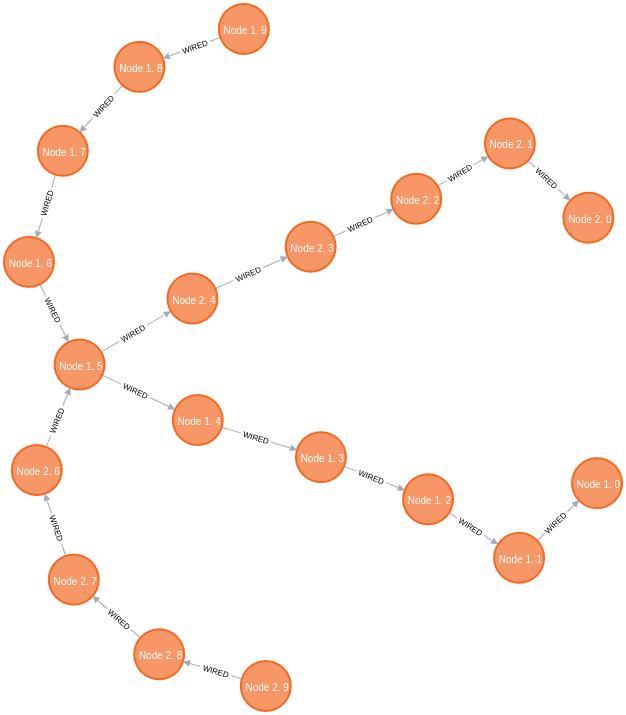 Node 1. 9
WIRED
Node 1. 8
WIRED
Node 1. 7
WIRED
Node 1. 6
WIRED
Node 1. 5
WIRED
Node 2. 4
WIRED
Node 2. 3
WIRED
Node 2. 2
WIRED
Node 2. 1
WIRED
Node 2. 0
WIRED
Node 1. 4
WIRED
Node 1. 3
WIRED
Node 1. 2
WIRED
Node 1. 1
WIRED
Node 1. 0
WIRED
Node 2. 6
WIRED
Node 2. 7
WIRED
Node 2. 8
WIRED
Node 2. 9